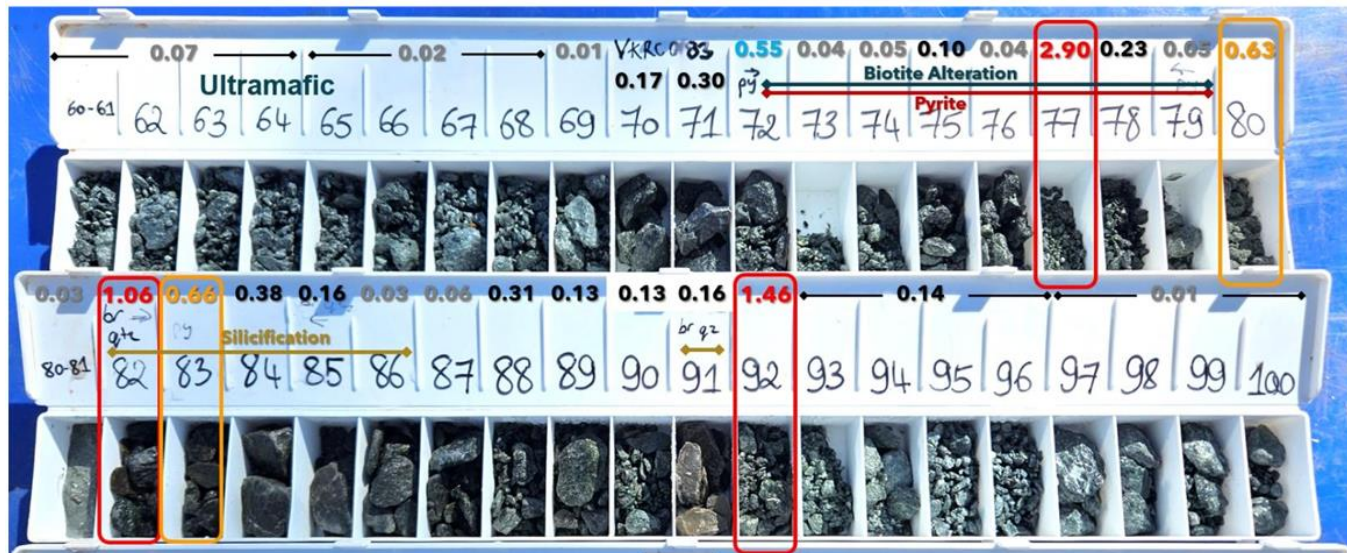 0.07 0.02 0.01 VKRC0083 0.55 0.04 0.05 0.10 0.04 2.90 0.23 0.05 0.63
Ultramafic 0.17 0.30 py Biotite Alteration
Pyrite
60-61 62 63 64 65 66 67 68 69 70 71 72 73 74 75 76 77 78 79 80
0.03 1.06 0.66 0.38 0.16 0.03 0.06 0.31 0.13 0.13 0.16 1.46 0.14 0.01
br
qtz py Silicification br qz
80-81 82 83 84 85 86 87 88 89 90 91 92 93 94 95 96 97 98 99 100